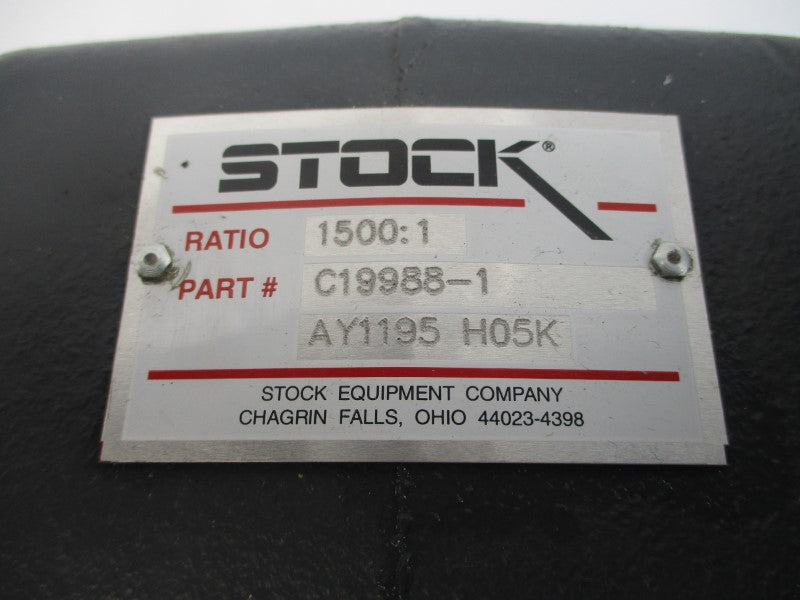 STOCK®
RATIO 1500:1
PART # C19988-1
AY1195 H05K
STOCK EQUIPMENT COMPANY
CHAGRIN FALLS, OHIO 44023-4398